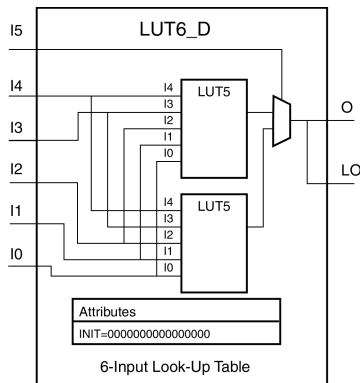 LUT6_D
I5
I4
I3
I2
I1
I0
I4
I3
I2
I1
I0
LUT5
I4
I3
I2
I1
I0
LUT5
O
LO
Attributes
INIT=0000000000000000
6-Input Look-Up Table